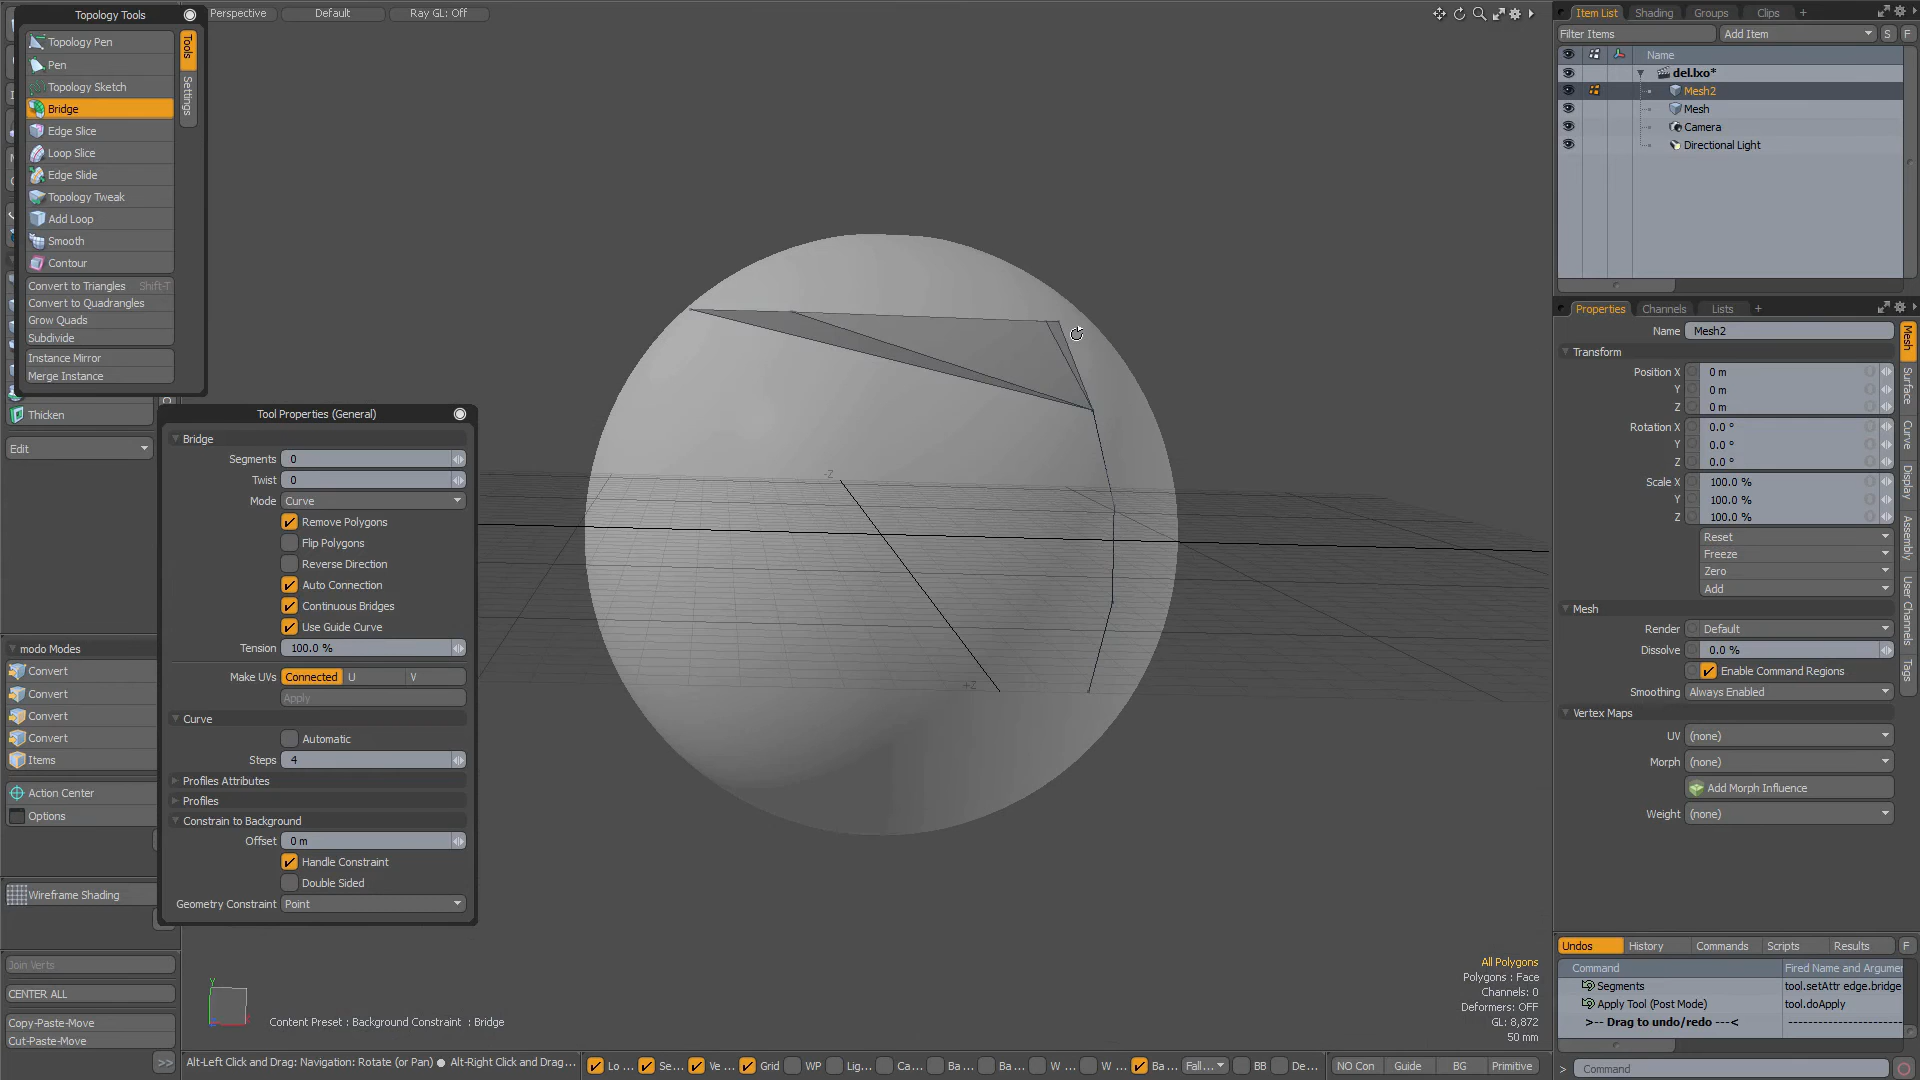 Topology Tools
Topology Pen
Pen
Topology Sketch
Bridge
Edge Slice
Loop Slice
Edge Slide
Topology Tweak
Add Loop
Smooth
Contour
Convert to Triangles Shift-T
Convert to Quadrangles
Grow Quads
Subdivide
Instance Mirror
Merge Instance
Tools
Settings
Thicken
Edit
modo Modes
Convert
Convert
Convert
Convert
Items
Action Center
Options
Wireframe Shading
Join Verts
CENTER ALL
Copy-Paste-Move
Cut-Paste-Move
>>
Tool Properties (General)
Bridge
Segments 0
Twist 0
Mode Curve
Remove Polygons
Flip Polygons
Reverse Direction
Auto Connection
Continuous Bridges
Use Guide Curve
Tension 100.0 %
Make UVs Connected U V
Apply
Curve
Automatic
Steps 4
Profiles Attributes
Profiles
Constrain to Background
Offset 0 m
Handle Constraint
Double Sided
Geometry Constraint Point
Perspective Default Ray GL: Off
-Z
+Z
Y
Content Preset : Background Constraint : Bridge
All Polygons
Polygons : Face
Channels: 0
Deformers: OFF
GL: 8,872
50 mm
Alt-Left Click and Drag: Navigation: Rotate (or Pan) ● Alt-Right Click and Drag...
Lo ... Se... Ve ... Grid WP Lig... Ca... Ba ... Ba ... W ... W ... Ba ... Fall... BB De...
NO Con Guide BG Primitive
Item List Shading Groups Clips +
Filter Items Add Item S F
Name
del.lxo*
Mesh2
Mesh
Camera
Directional Light
Properties Channels Lists +
Name Mesh2
Transform
Position X 0 m
Y 0 m
Z 0 m
Rotation X 0.0 °
Y 0.0 °
Z 0.0 °
Scale X 100.0 %
Y 100.0 %
Z 100.0 %
Reset
Freeze
Zero
Add
Mesh
Render Default
Dissolve 0.0 %
Enable Command Regions
Smoothing Always Enabled
Vertex Maps
UV (none)
Morph (none)
Add Morph Influence
Weight (none)
Mesh
Surface
Curve
Display
Assembly
User Channels
Tags
Undos History Commands Scripts Results F
Command Fired Name and Argumer
Segments tool.setAttr edge.bridge
Apply Tool (Post Mode) tool.doApply
>-- Drag to undo/redo ---< 
> Command